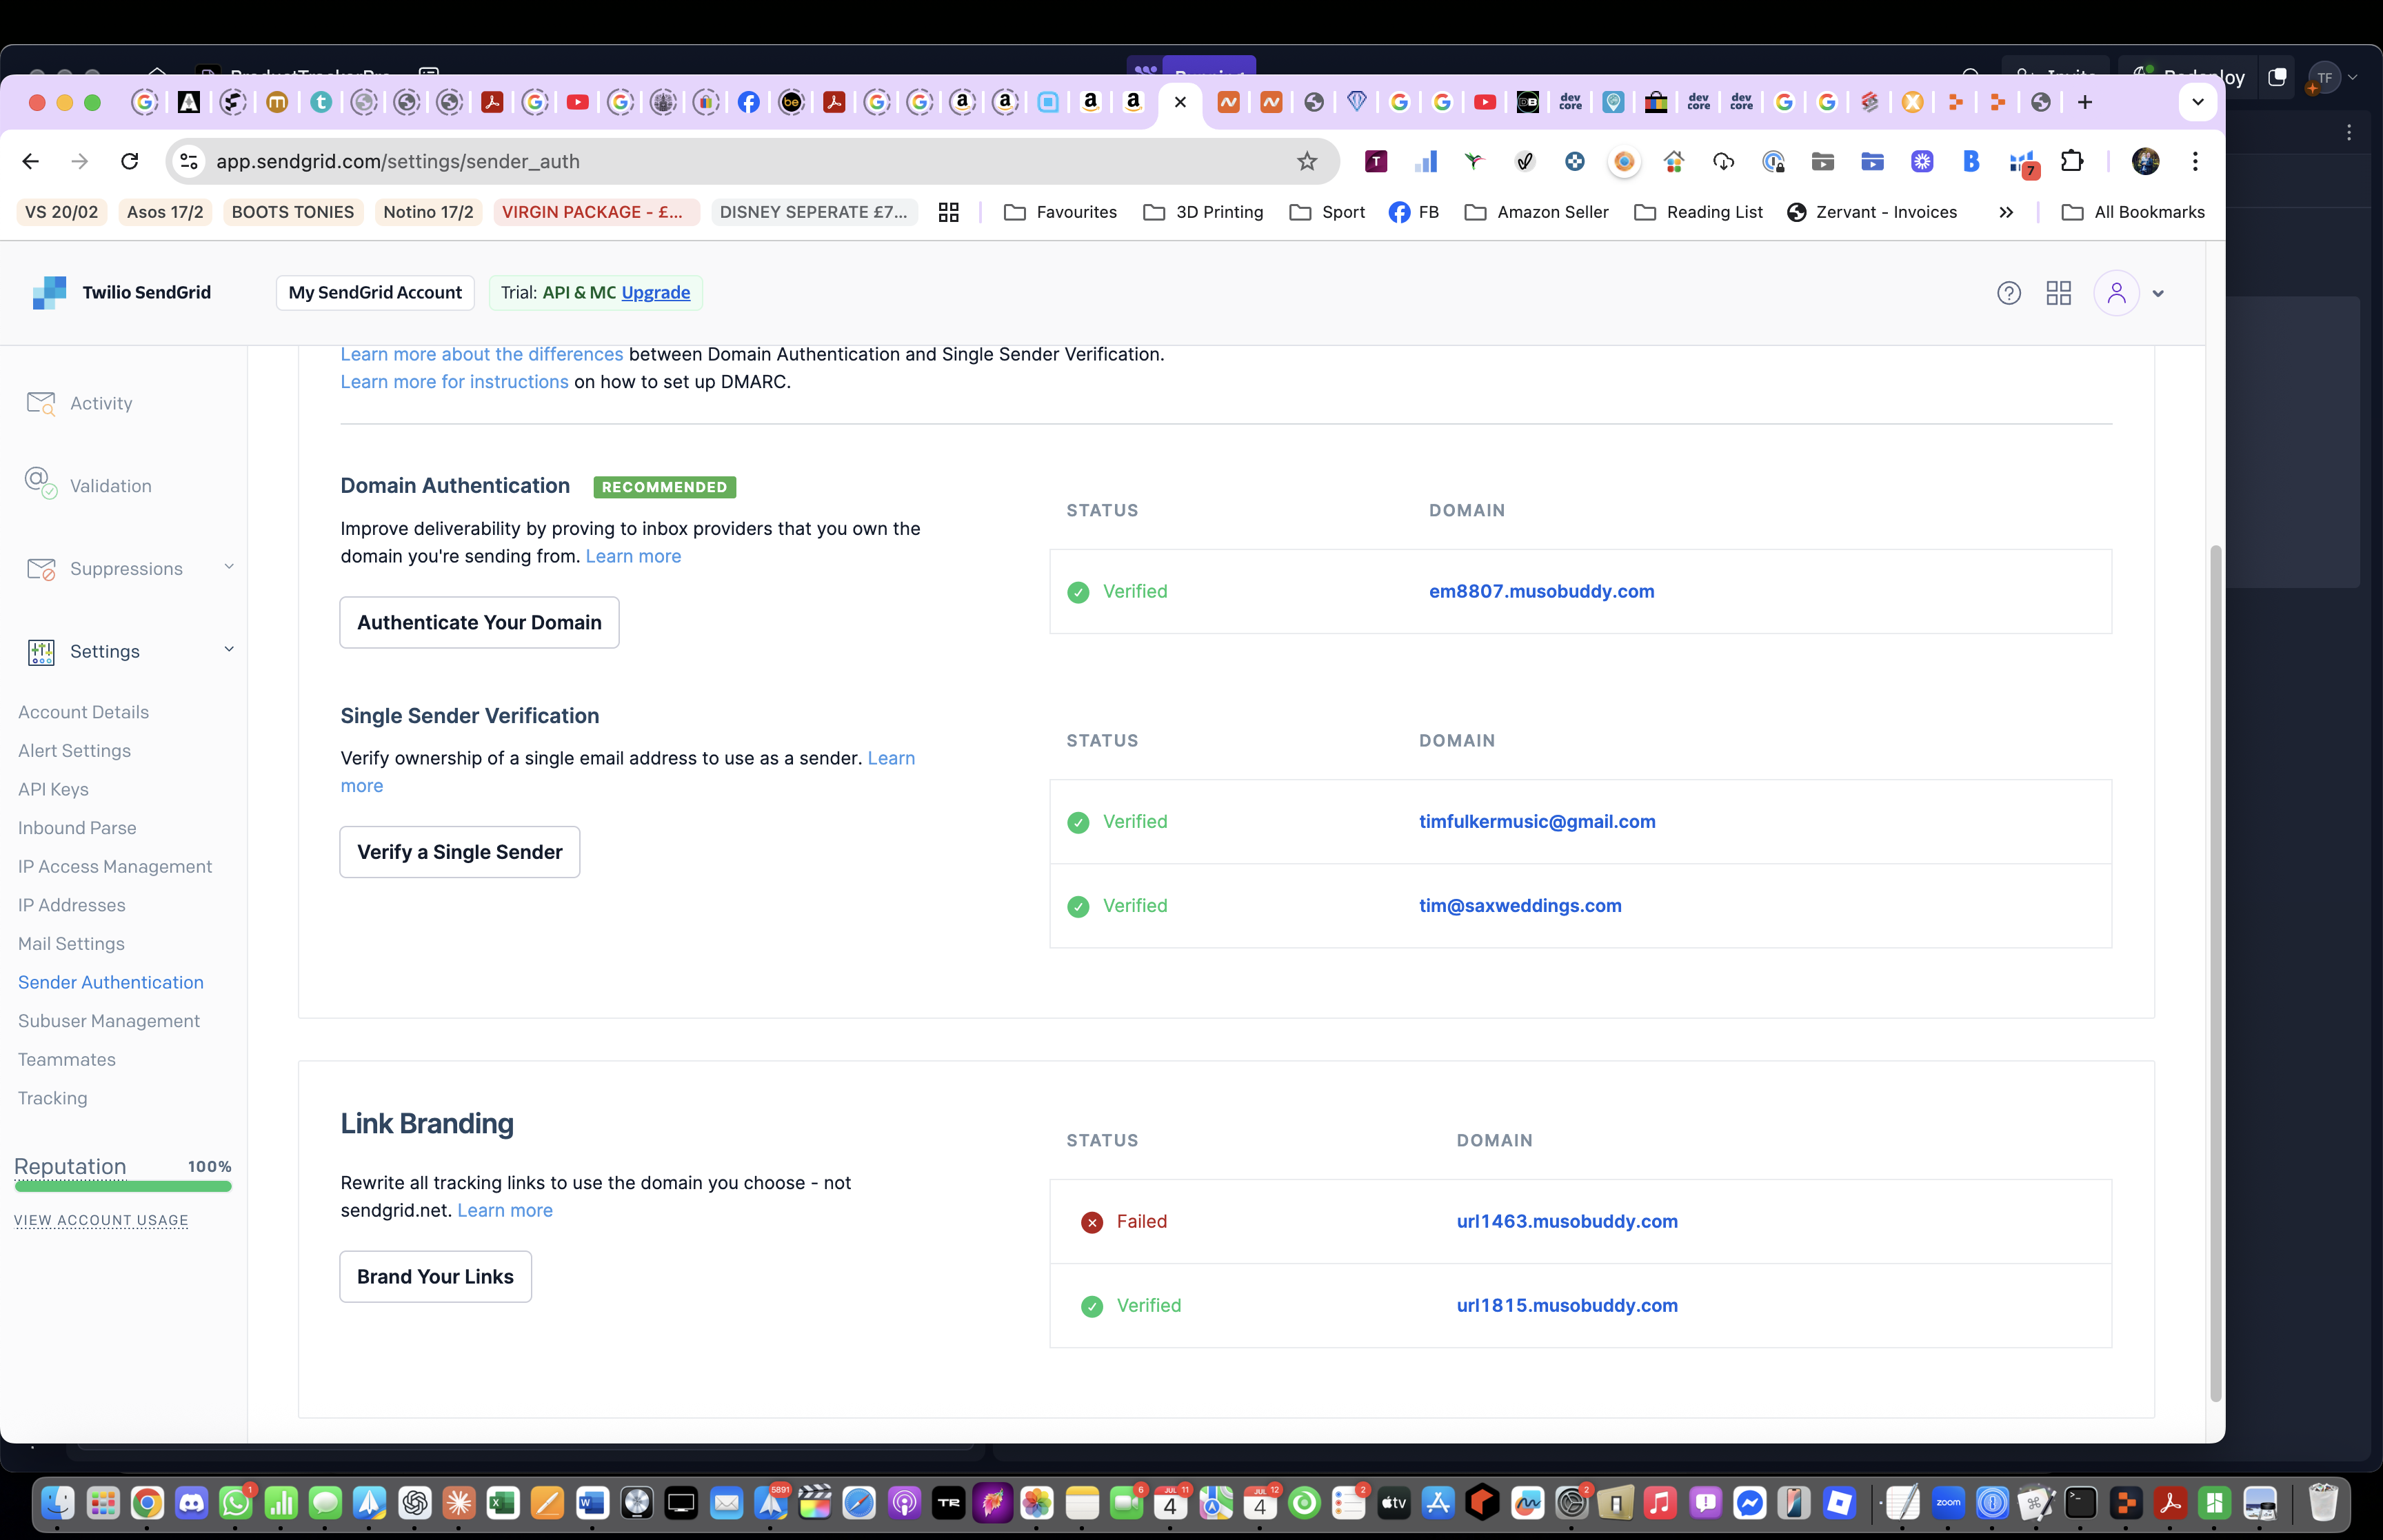 Redeploy
TF
app.sendgrid.com/settings/sender_auth
7
VS 20/02
Asos 17/2
BOOTS TONIES
Notino 17/2
VIRGIN PACKAGE - £...
DISNEY SEPERATE £7...
Favourites
3D Printing
Sport
FB
Amazon Seller
Reading List
Zervant - Invoices
All Bookmarks
Twilio SendGrid
My SendGrid Account
Trial: API & MC Upgrade
Activity
Validation
Suppressions
Settings
Account Details
Alert Settings
API Keys
Inbound Parse
IP Access Management
IP Addresses
Mail Settings
Sender Authentication
Subuser Management
Teammates
Tracking
Reputation 100%
VIEW ACCOUNT USAGE
Learn more about the differences between Domain Authentication and Single Sender Verification.
Learn more for instructions on how to set up DMARC.
Domain Authentication RECOMMENDED
Improve deliverability by proving to inbox providers that you own the
domain you're sending from. Learn more
Authenticate Your Domain
STATUS DOMAIN
Verified em8807.musobuddy.com
Single Sender Verification
Verify ownership of a single email address to use as a sender. Learn
more
Verify a Single Sender
STATUS DOMAIN
Verified timfulkermusic@gmail.com
Verified tim@saxweddings.com
Link Branding
Rewrite all tracking links to use the domain you choose - not
sendgrid.net. Learn more
Brand Your Links
STATUS DOMAIN
Failed url1463.musobuddy.com
Verified url1815.musobuddy.com